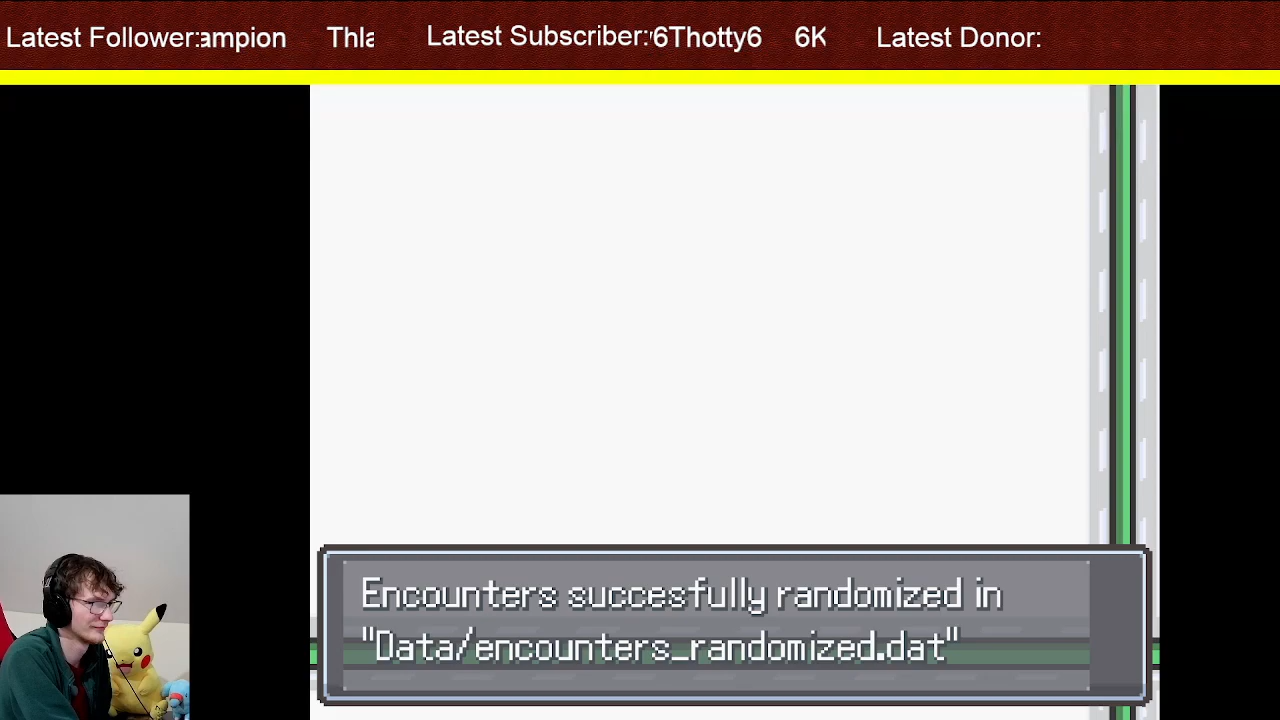 Latest Follower:ampion Thla Latest Subscriber:6Thotty6 6K Latest Donor:
Encounters succesfully randomized in
"Data/encounters_randomized.dat"